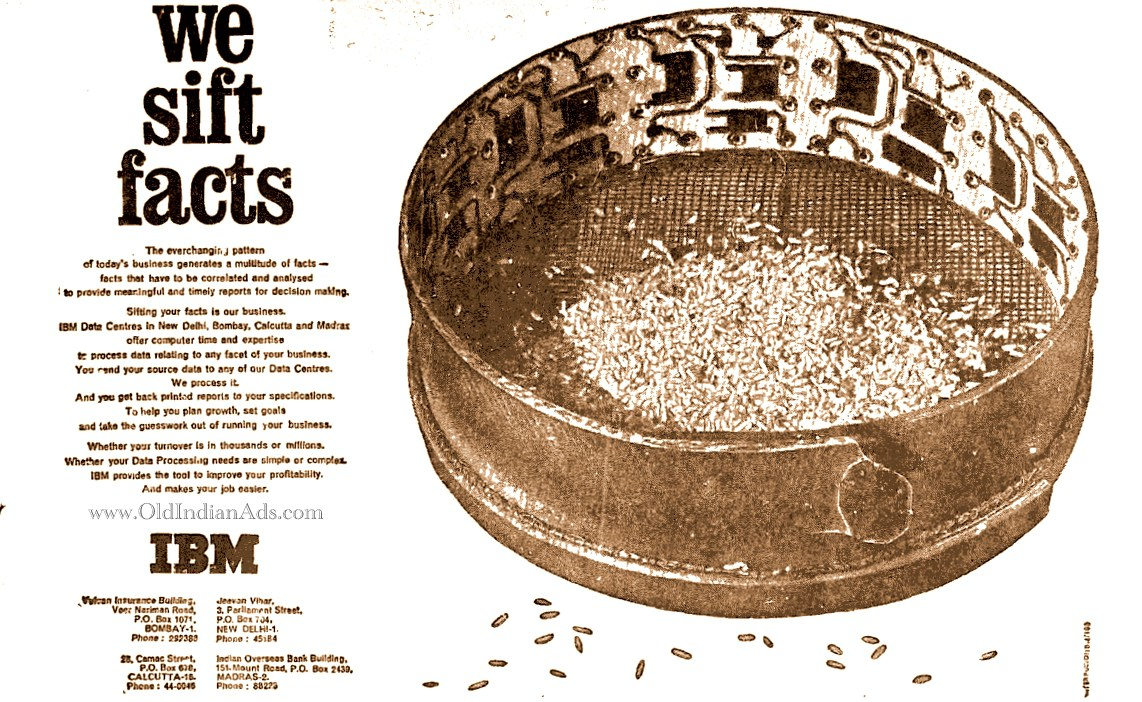 we
sift
facts
The everchanging pattern
of today's business generates a multitude of facts —
facts that have to be correlated and analysed
to provide meaningful and timely reports for decision making.
Sifting your facts is our business.
IBM Data Centres in New Delhi, Bombay, Calcutta and Madras
offer computer time and expertise
to process data relating to any facet of your business.
You send your source data to any of our Data Centres.
We process it.
And you get back printed reports to your specifications.
To help you plan growth, set goals
and take the guesswork out of running your business.
Whether your turnover is in thousands or millions.
Whether your Data Processing needs are simple or complex.
IBM provides the tool to improve your profitability.
And makes your job easier.
www.OldIndianAds.com
IBM
Vulcan Insurance Building,
Veer Nariman Road,
P.O. Box 1071,
BOMBAY-1.
Phone : 292388
Jeevan Vihar,
3, Parliament Street,
P.O. Box 704,
NEW DELHI-1.
Phone : 45184
28, Camac Street,
P.O. Box 678,
CALCUTTA-16.
Phone : 44-0046
Indian Overseas Bank Building,
151-Mount Road, P.O. Box 2439,
MADRAS-2.
Phone :